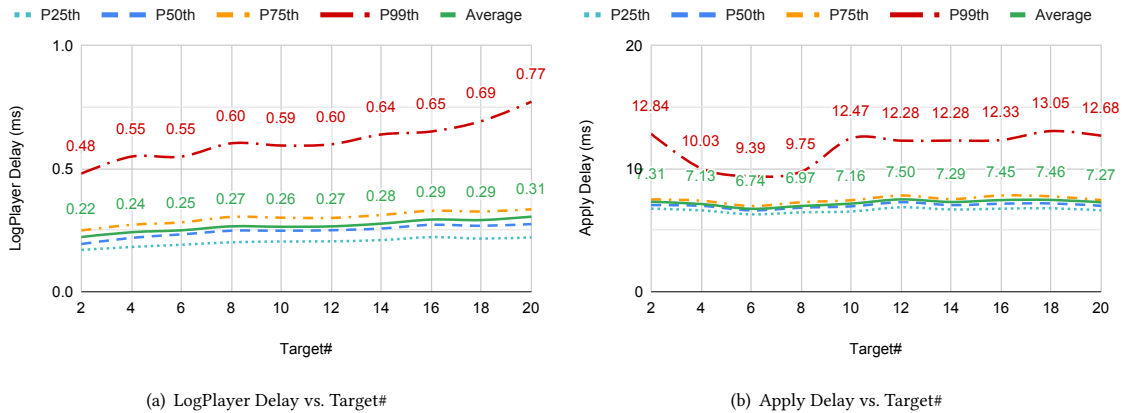 P25th P50th P75th P99th Average
LogPlayer Delay (ms)
1.0
0.5
0.0
0.48 0.55 0.55 0.60 0.59 0.60 0.64 0.65 0.69 0.77
0.22 0.24 0.25 0.27 0.26 0.27 0.28 0.29 0.29 0.31
2 4 6 8 10 12 14 16 18 20
Target#
(a) LogPlayer Delay vs. Target#
P25th P50th P75th P99th Average
Apply Delay (ms)
20
10
0
12.84 10.03 9.39 9.75 12.47 12.28 12.28 12.33 13.05 12.68
7.31 7.13 6.74 6.97 7.16 7.50 7.29 7.45 7.46 7.27
2 4 6 8 10 12 14 16 18 20
Target#
(b) Apply Delay vs. Target#